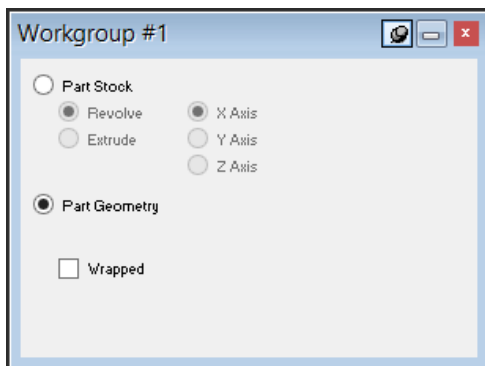 Workgroup #1
Part Stock
Revolve X Axis
Extrude Y Axis
Z Axis
Part Geometry
Wrapped